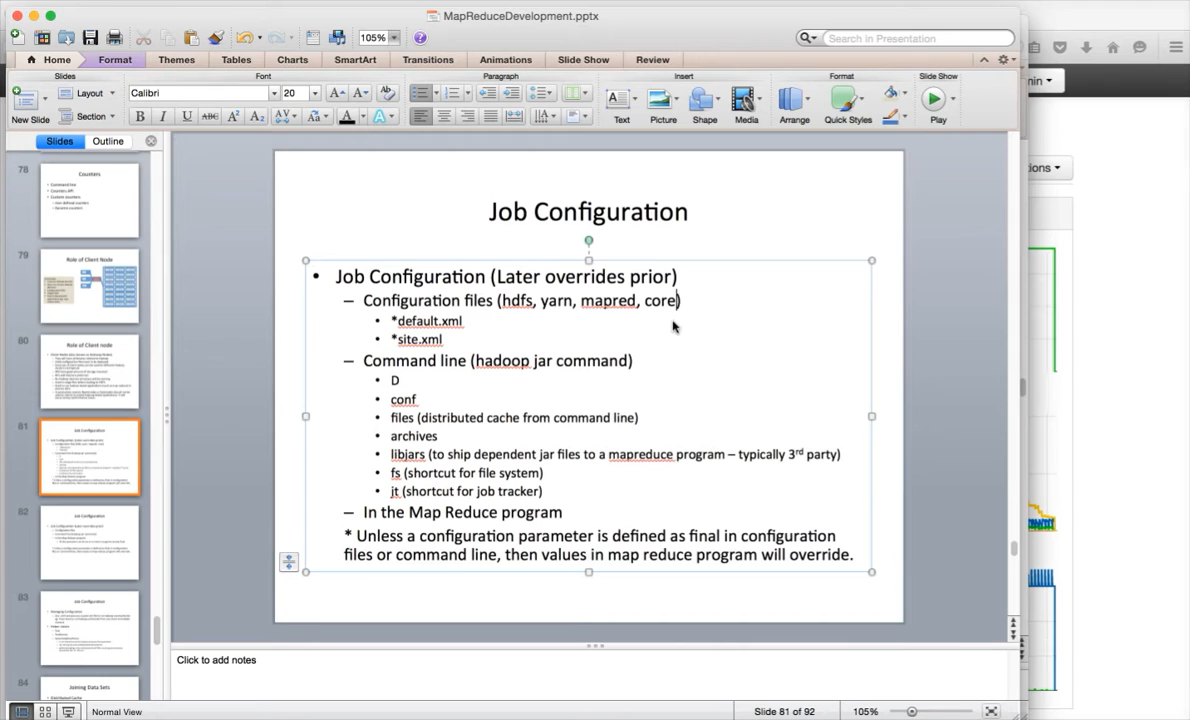 MapReduceDevelopment.pptx
105%
Search in Presentation
Home Format Themes Tables Charts SmartArt Transitions Animations Slide Show Review
Slides Font Paragraph Insert Format Slide Show
Layout
Calibri 20
New Slide Section
B I U ABC A² A₂ AV Aa A A
Text Picture Shape Media Arrange Quick Styles Play
min
ions
Slides Outline
78
Counters
79
Role of Client Node
80
81
Job Configuration
82
Job Configuration
83
Job Configuration
84
Joining Data Sets
Job Configuration
• Job Configuration (Later overrides prior)
– Configuration files (hdfs, yarn, mapred, core)
• *default.xml
• *site.xml
– Command line (hadoop jar command)
• D
• conf
• files (distributed cache from command line)
• archives
• libjars (to ship dependent jar files to a mapreduce program – typically 3rd party)
• fs (shortcut for file system)
• jt (shortcut for job tracker)
– In the Map Reduce program
* Unless a configuration parameter is defined as final in configuration
files or command line, then values in map reduce program will override.
Click to add notes
Normal View
Slide 81 of 92
105%